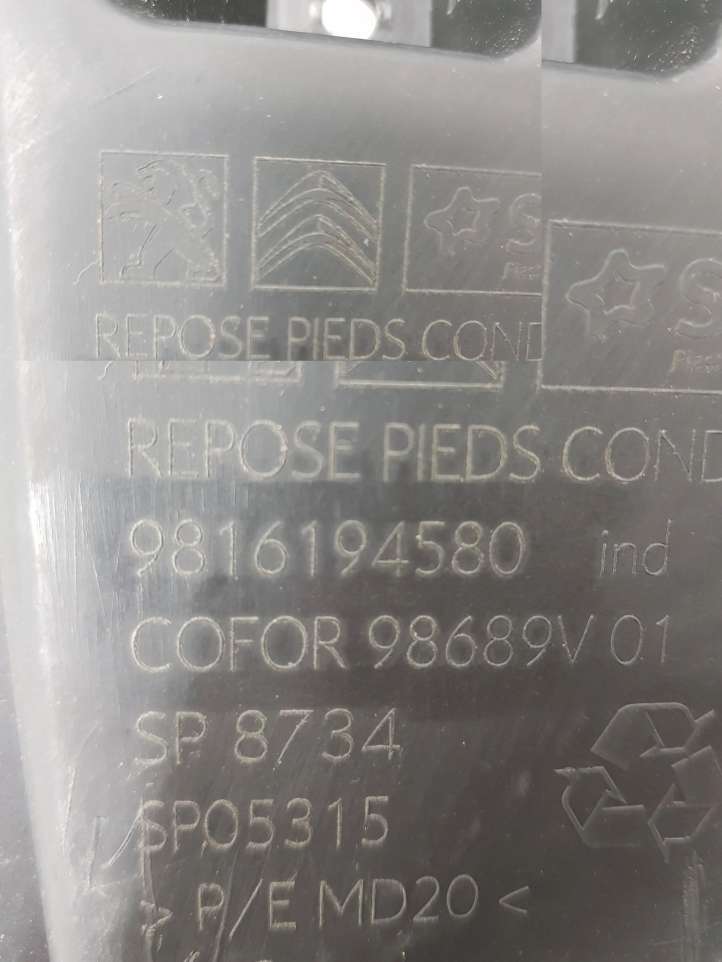 REPOSE PIEDS COND
REPOSE PIEDS COND
9816194580 ind
COFOR 98689V 01
SP 8734
SP05315
> P/E MD20 <